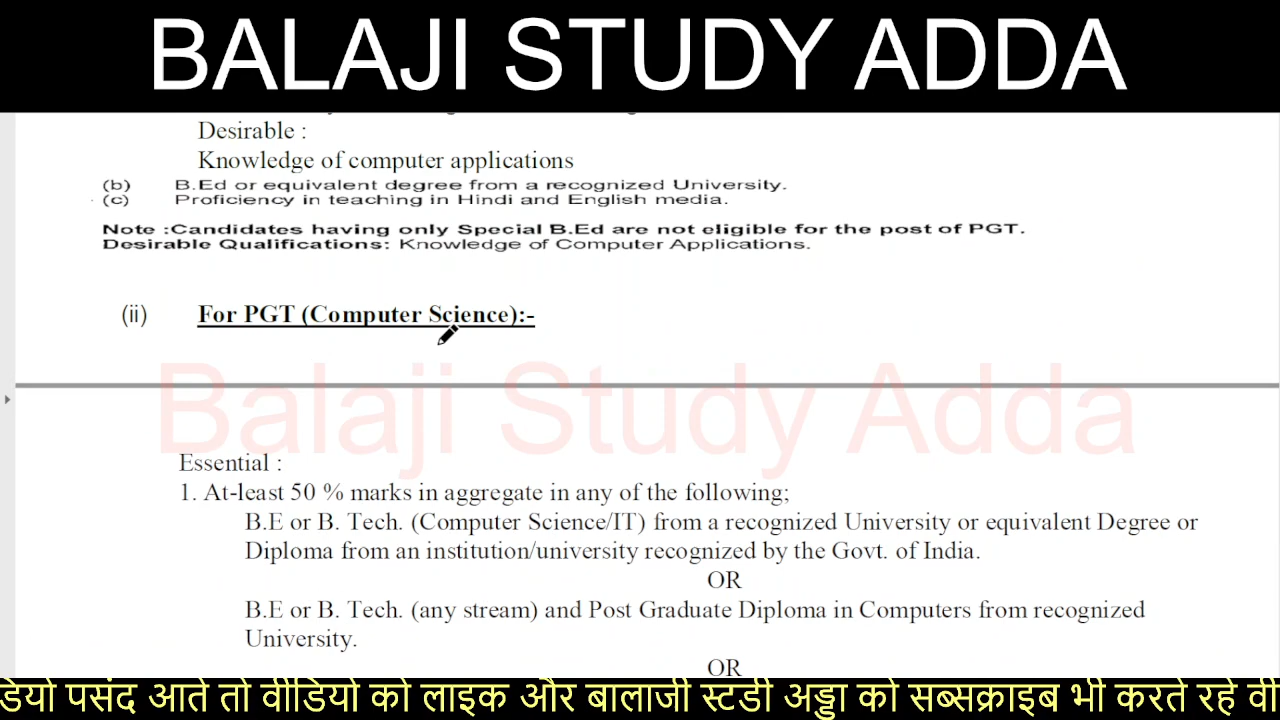 BALAJI STUDY ADDA
Desirable :
Knowledge of computer applications
(b) B.Ed or equivalent degree from a recognized University.
(c) Proficiency in teaching in Hindi and English media.
Note :Candidates having only Special B.Ed are not eligible for the post of PGT.
Desirable Qualifications: Knowledge of Computer Applications.
(ii) For PGT (Computer Science):-
Balaji Study Adda
Essential :
1. At-least 50 % marks in aggregate in any of the following;
B.E or B. Tech. (Computer Science/IT) from a recognized University or equivalent Degree or
Diploma from an institution/university recognized by the Govt. of India.
OR
B.E or B. Tech. (any stream) and Post Graduate Diploma in Computers from recognized
University.
OR
डियो पसंद आते तो वीडियो को लाइक और बालाजी स्टडी अड्डा को सब्सक्राइब भी करते रहे वी